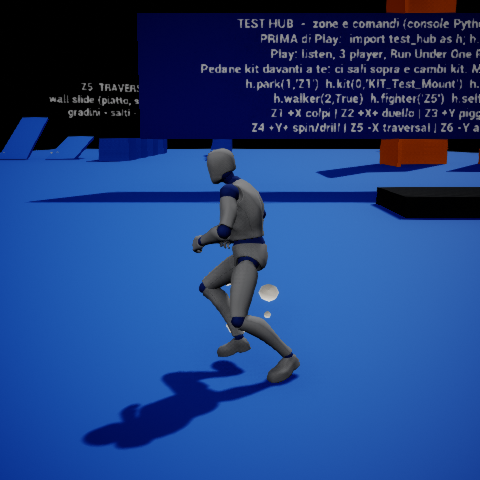 TEST HUB - zone e comandi (console Pytho
PRIMA di Play: import test_hub as h; h.
Play: listen, 3 player, Run Under One P
Pedane kit davanti a te: ci sali sopra e cambi kit. M
h.park(1,'Z1') h.kit(0,'KIT_Test_Mount') h.
h.walker(2,True) h.fighter('Z5') h.self
Z1 +X colpi | Z2 +X+ duello | Z3 +Y pigg
Z4 +Y+ spin/drill | Z5 -X traversal | Z6 -Y a
Z5 TRAVERS
wall slide (piatto, s
gradini - salti -